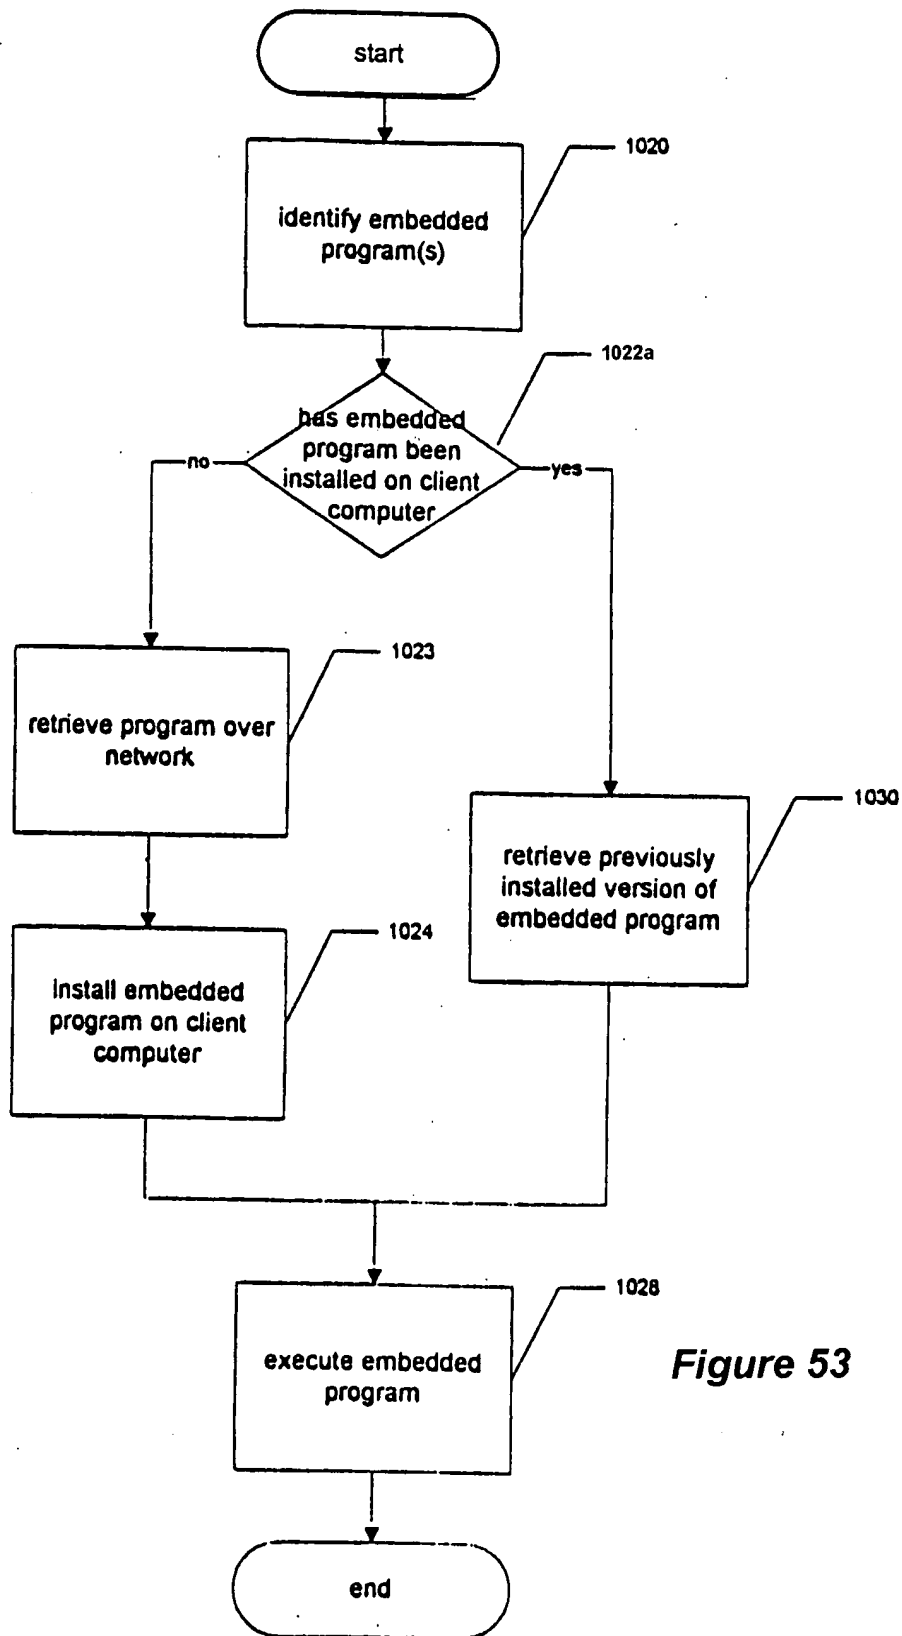 start
1020
identify embedded
program(s)
1022a
has embedded
program been
installed on client
computer
no
yes
1023
retrieve program over
network
1030
retrieve previously
installed version of
embedded program
1024
install embedded
program on client
computer
1028
execute embedded
program
Figure 53
end